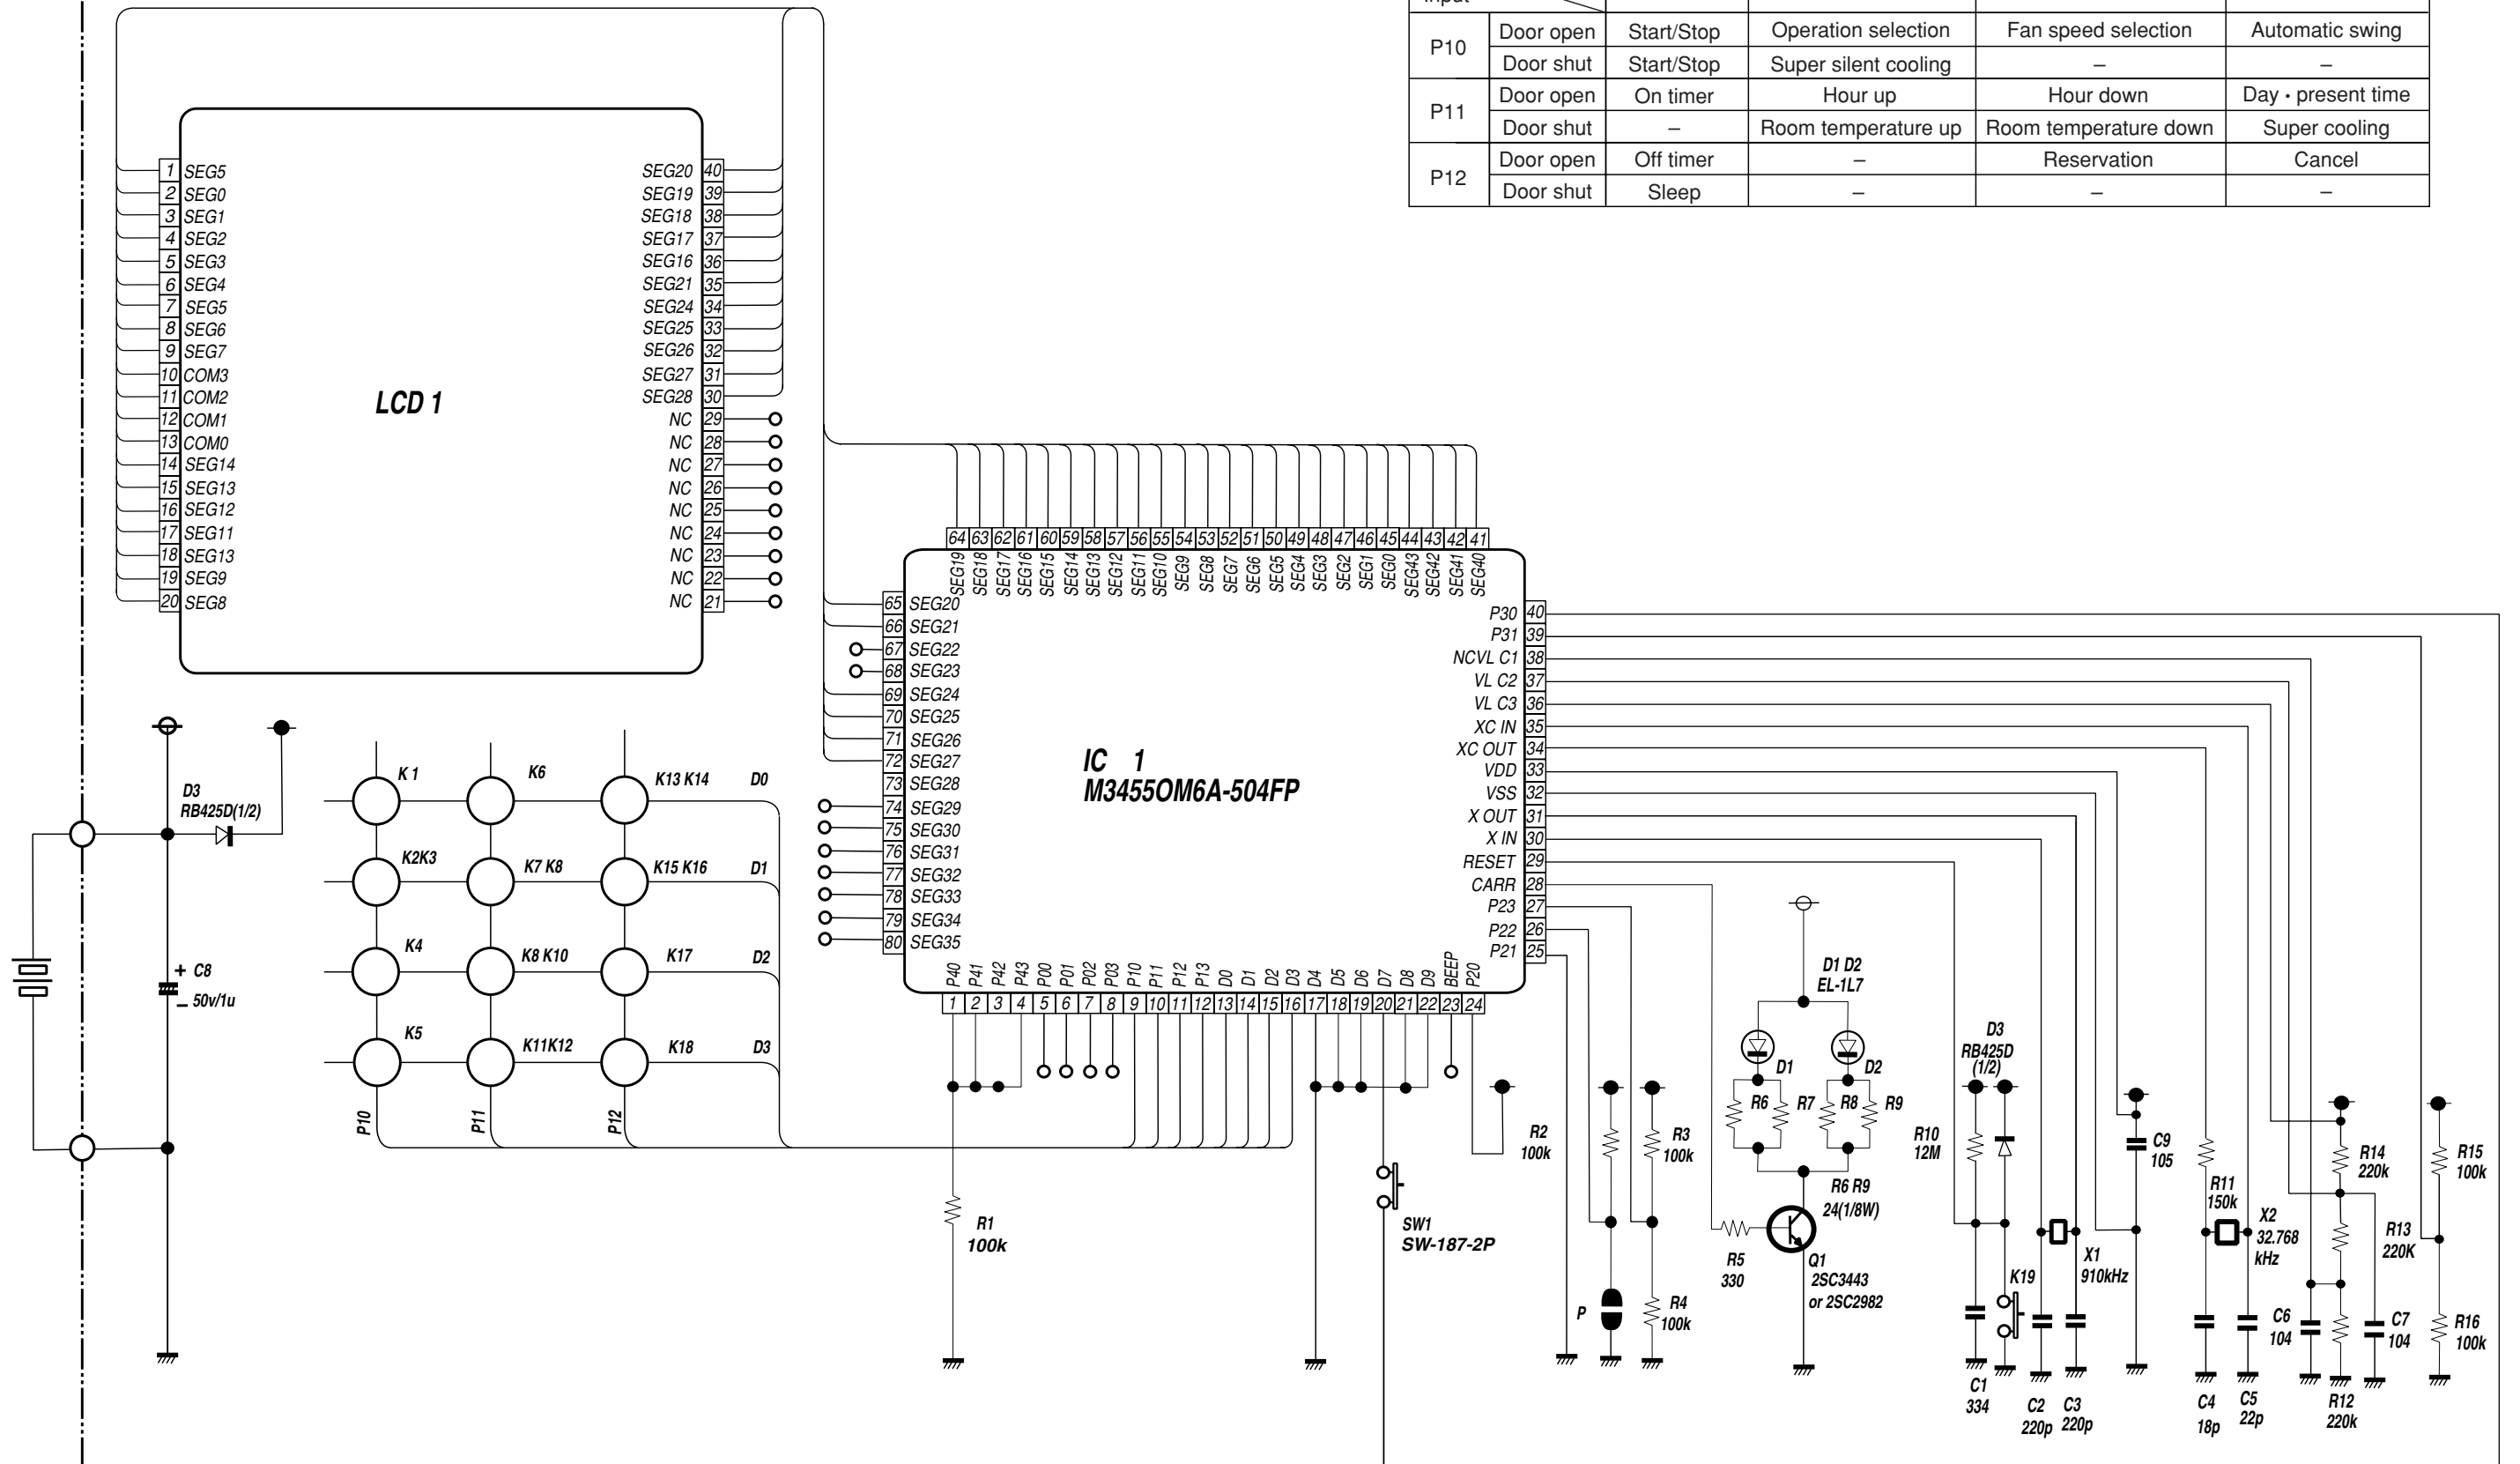 Input
P10 Door open Start/Stop Operation selection Fan speed selection Automatic swing
Door shut Start/Stop Super silent cooling – –
P11 Door open On timer Hour up Hour down Day • present time
Door shut – Room temperature up Room temperature down Super cooling
P12 Door open Off timer – Reservation Cancel
Door shut Sleep – – –
LCD 1
1 SEG5
2 SEG0
3 SEG1
4 SEG2
5 SEG3
6 SEG4
7 SEG5
8 SEG6
9 SEG7
10 COM3
11 COM2
12 COM1
13 COM0
14 SEG14
15 SEG13
16 SEG12
17 SEG11
18 SEG13
19 SEG9
20 SEG8
SEG20 40
SEG19 39
SEG18 38
SEG17 37
SEG16 36
SEG21 35
SEG24 34
SEG25 33
SEG26 32
SEG27 31
SEG28 30
NC 29
NC 28
NC 27
NC 26
NC 25
NC 24
NC 23
NC 22
NC 21
64 63 62 61 60 59 58 57 56 55 54 53 52 51 50 49 48 47 46 45 44 43 42 41
SEG19 SEG18 SEG17 SEG16 SEG15 SEG14 SEG13 SEG12 SEG11 SEG10 SEG9 SEG8 SEG7 SEG6 SEG5 SEG4 SEG3 SEG2 SEG1 SEG0 SEG43 SEG42 SEG41 SEG40
65 SEG20
66 SEG21
67 SEG22
68 SEG23
69 SEG24
70 SEG25
71 SEG26
72 SEG27
73 SEG28
74 SEG29
75 SEG30
76 SEG31
77 SEG32
78 SEG33
79 SEG34
80 SEG35
IC 1
M3455OM6A-504FP
P30 40
P31 39
NCVL C1 38
VL C2 37
VL C3 36
XC IN 35
XC OUT 34
VDD 33
VSS 32
X OUT 31
X IN 30
RESET 29
CARR 28
P23 27
P22 26
P21 25
P40 P41 P42 P43 P00 P01 P02 P03 P10 P11 P12 P13 D0 D1 D2 D3 D4 D5 D6 D7 D8 D9 BEEP P20
1 2 3 4 5 6 7 8 9 10 11 12 13 14 15 16 17 18 19 20 21 22 23 24
D3
RB425D(1/2)
+ C8
– 50v/1u
K 1 K6 K13 K14 D0
K2K3 K7 K8 K15 K16 D1
K4 K8 K10 K17 D2
K5 K11K12 K18 D3
P10 P11 P12
R1
100k
SW1
SW-187-2P
R2
100k
R3
100k
P
R4
100k
D1 D2
EL-1L7
D1 D2
R6 R7 R8 R9
R6 R9
24(1/8W)
R5
330
Q1
2SC3443
or 2SC2982
D3
RB425D
(1/2)
R10
12M
K19
C1
334
X1
910kHz
C2
220p
C3
220p
C9
105
R11
150k
X2
32.768
kHz
C4
18p
C5
22p
R14
220k
R13
220K
C6
104
C7
104
R12
220k
R15
100k
R16
100k